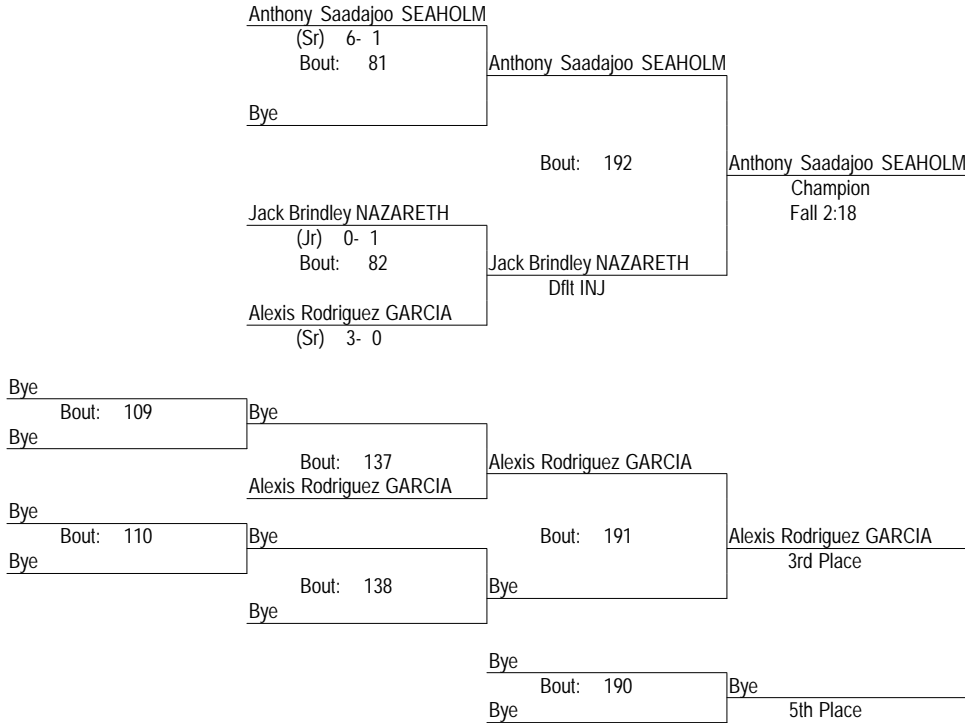 Anthony Saadajoo SEAHOLM
(Sr) 6- 1
Bout: 81
Anthony Saadajoo SEAHOLM
Bye
Bout: 192
Anthony Saadajoo SEAHOLM
Champion
Fall 2:18
Jack Brindley NAZARETH
(Jr) 0- 1
Bout: 82
Jack Brindley NAZARETH
Dflt INJ
Alexis Rodriguez GARCIA
(Sr) 3- 0
Bye
Bout: 109
Bye
Bye
Bout: 137
Alexis Rodriguez GARCIA
Alexis Rodriguez GARCIA
Bye
Bout: 110
Bye
Bye
Bout: 191
Alexis Rodriguez GARCIA
3rd Place
Bout: 138
Bye
Bye
Bye
Bout: 190
Bye
Bye
5th Place